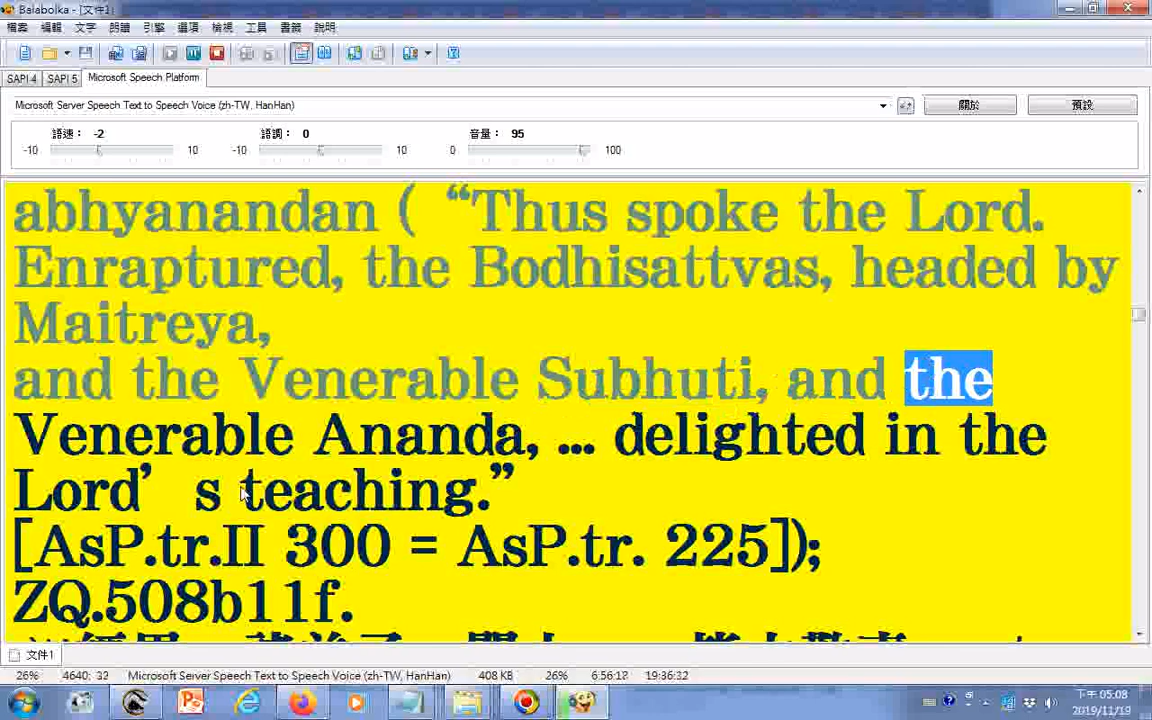 Balabolka - [文件1]
檔案 編輯 文字 朗讀 引擎 選項 檢視 工具 書籤 說明
SAPI 4 SAPI 5 Microsoft Speech Platform
Microsoft Server Speech Text to Speech Voice (zh-TW, HanHan) 關於 預設
語速： -2 語調： 0 音量： 95
-10 10 -10 10 0 100
abhyanandan ( “Thus spoke the Lord.
Enraptured, the Bodhisattvas, headed by
Maitreya,
and the Venerable Subhuti, and the
Venerable Ananda, ... delighted in the
Lord’ s teaching.”
[AsP.tr.II 300 = AsP.tr. 225]);
ZQ.508b11f.
文件1
26% 4640: 32 Microsoft Server Speech Text to Speech Voice (zh-TW, HanHan) 408 KB 26% 6:56:12 19:36:32
下午 05:08
2019/11/19